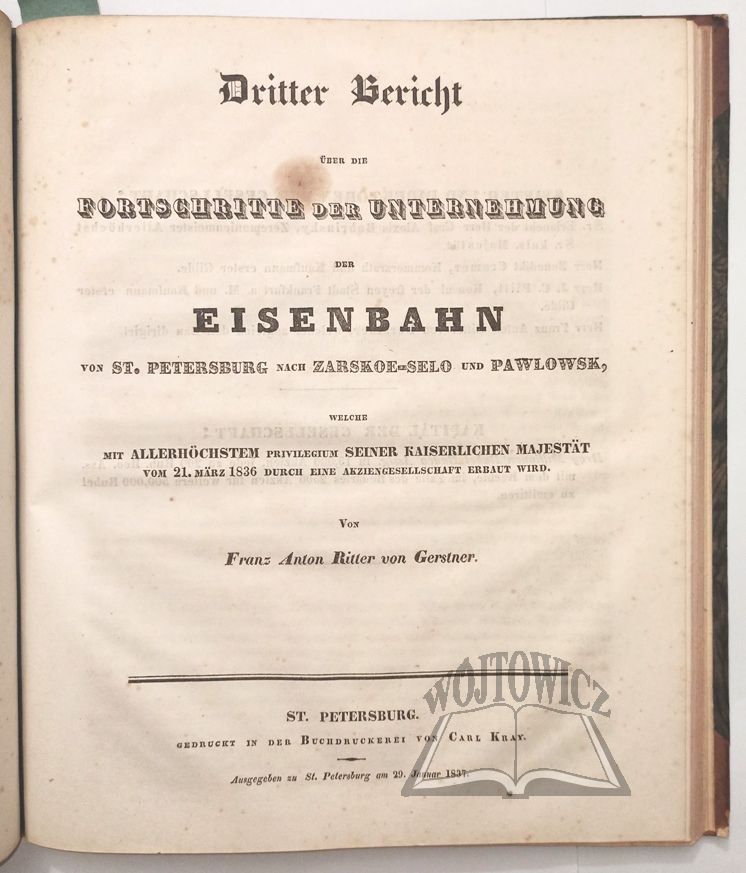 Dritter Bericht
ÜBER DIE
FORTSCHRITTE DER UNTERNEHMUNG
DER
EISENBAHN
VON ST. PETERSBURG NACH ZARSKOE-SELO UND PAWLOWSK,
WELCHE
MIT ALLERHÖCHSTEM PRIVILEGIUM SEINER KAISERLICHEN MAJESTÄT
VOM 21. MÄRZ 1836 DURCH EINE AKZIENGESELLSCHAFT ERBAUT WIRD.
VON
Franz Anton Ritter von Gerstner.
WÓJTOWICZ
ST. PETERSBURG.
GEDRUCKT IN DER BUCHDRUCKEREI VON CARL KRAY.
Ausgegeben zu St. Petersburg am 29. Januar 1837.